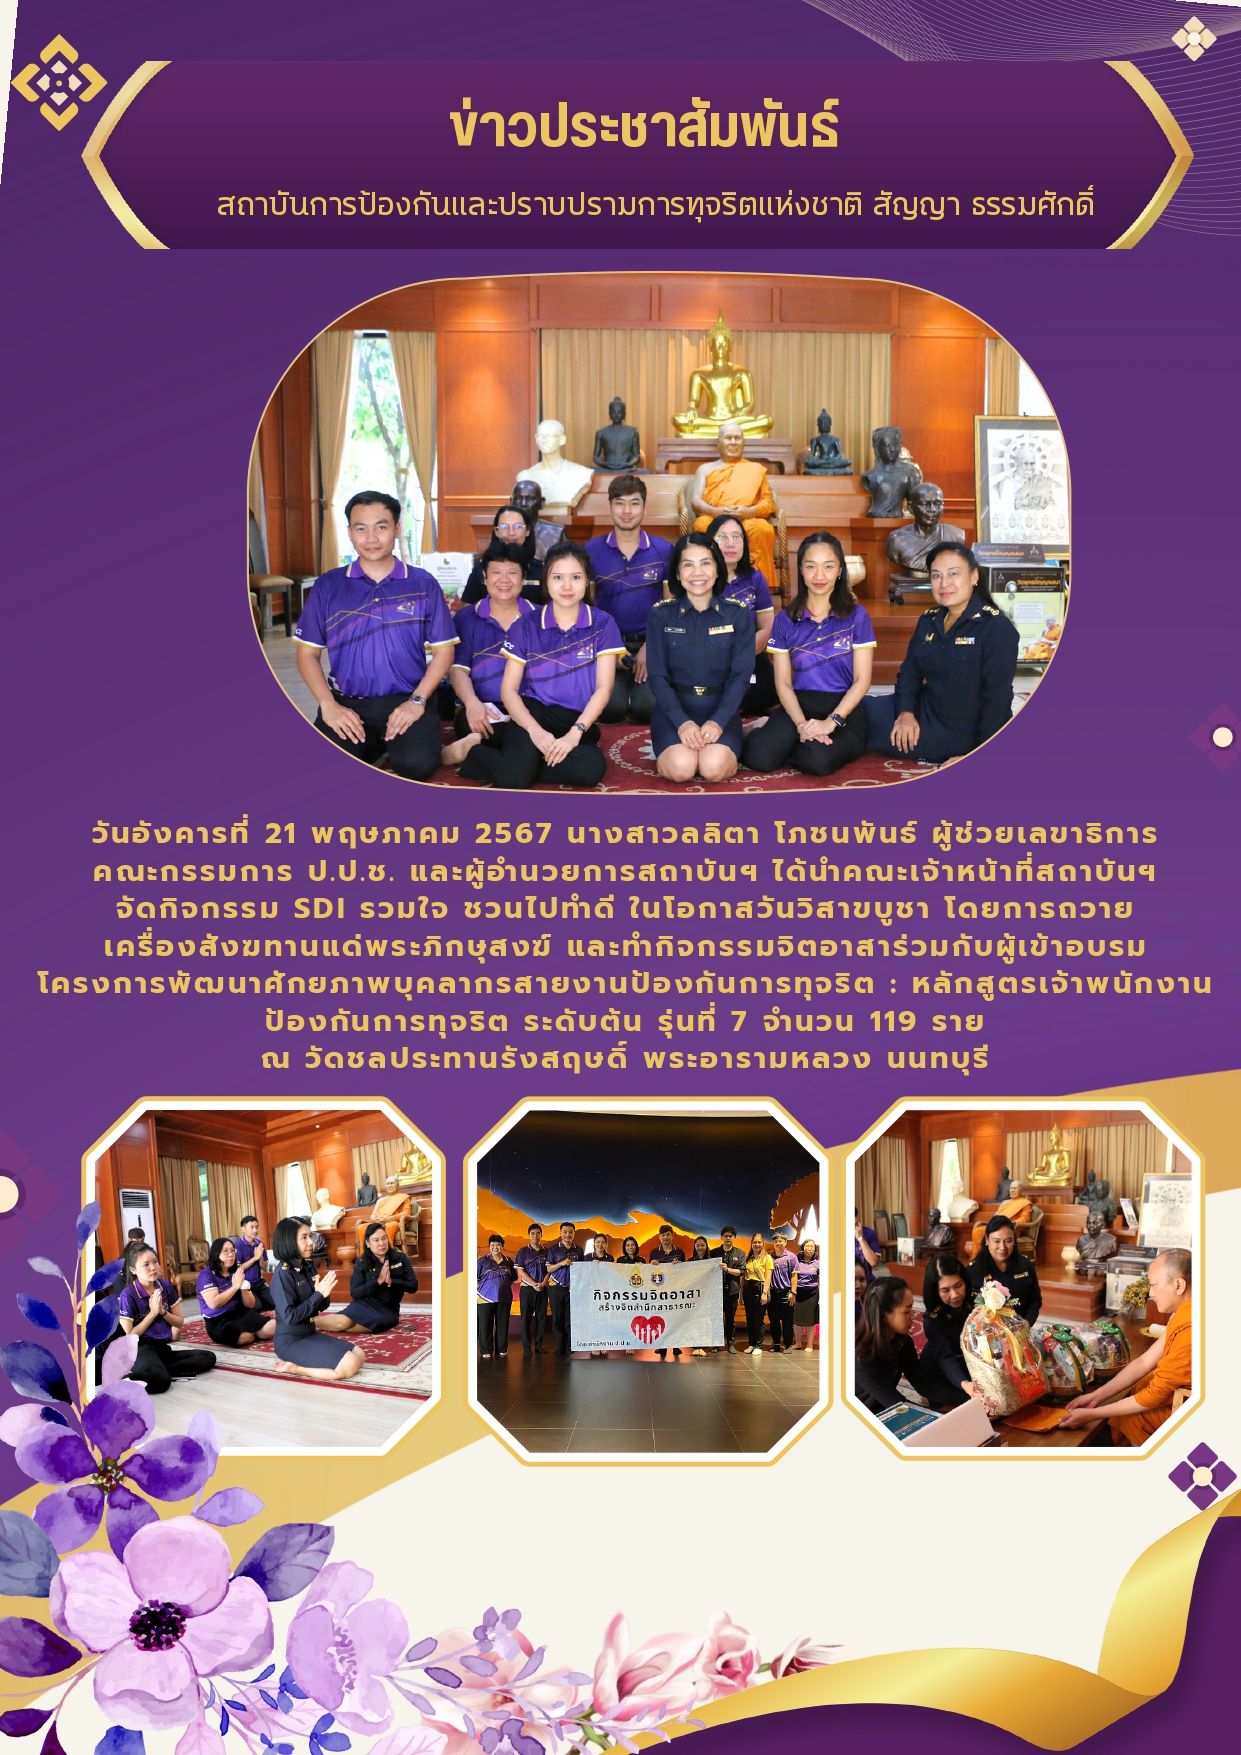 ข่าวประชาสัมพันธ์
สถาบันการป้องกันและปราบปรามการทุจริตแห่งชาติ สัญญา ธรรมศักดิ์
วันอังคารที่ 21 พฤษภาคม 2567 นางสาวลลิตา โภชนพันธ์ ผู้ช่วยเลขาธิการ
คณะกรรมการ ป.ป.ช. และผู้อำนวยการสถาบันฯ ได้นำคณะเจ้าหน้าที่สถาบันฯ
จัดกิจกรรม SDI รวมใจ ชวนไปทำดี ในโอกาสวันวิสาขบูชา โดยการถวาย
เครื่องสังฆทานแด่พระภิกษุสงฆ์ และทำกิจกรรมจิตอาสาร่วมกับผู้เข้าอบรม
โครงการพัฒนาศักยภาพบุคลากรสายงานป้องกันการทุจริต : หลักสูตรเจ้าพนักงาน
ป้องกันการทุจริต ระดับต้น รุ่นที่ 7 จำนวน 119 ราย
ณ วัดชลประทานรังสฤษดิ์ พระอารามหลวง นนทบุรี
กิจกรรมจิตอาสา
สร้างจิตสำนึกสาธารณะ
โดยสำนักงาน ป.ป.ช.